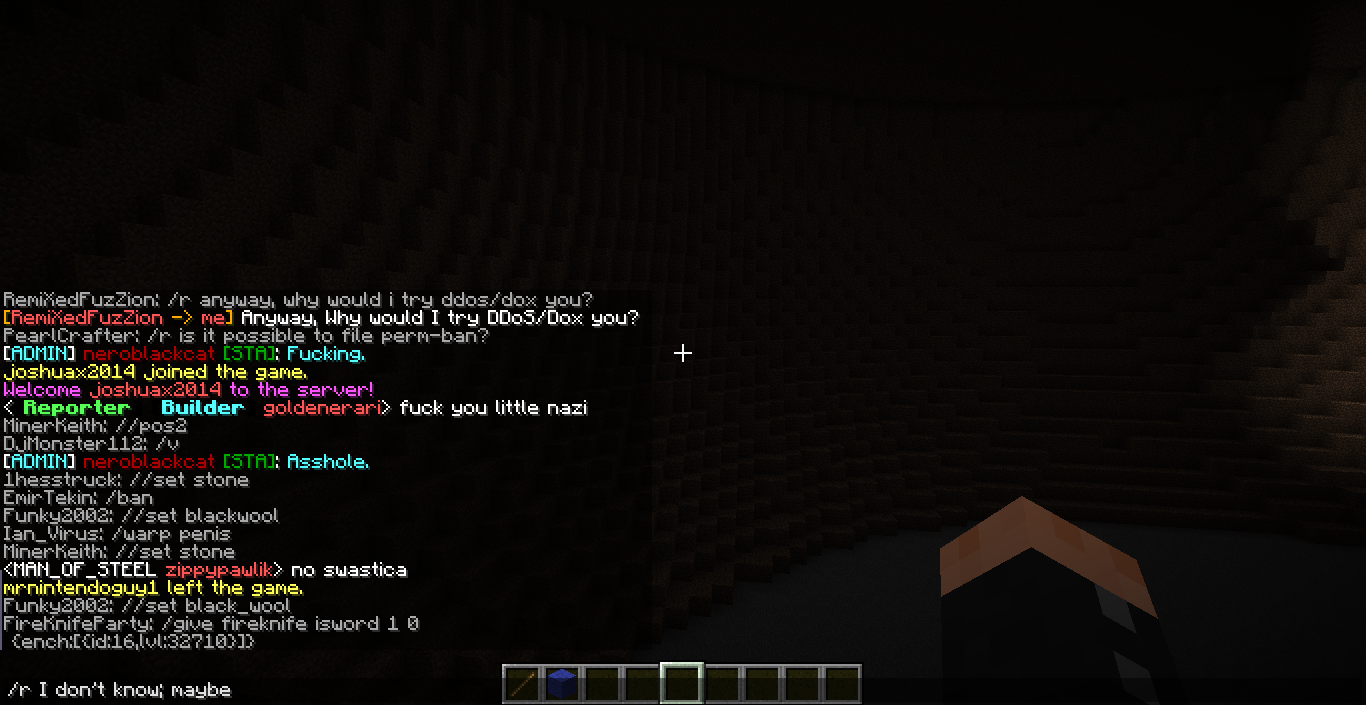 RemiXedFuzZion: /r anyway, why would i try ddos/dox you?
[RemiXedFuzZion -> me] Anyway, Why would I try DDoS/Dox you?
PearlCrafter: /r is it possible to file perm-ban?
[ADMIN] neroblackcat [STA]: Fucking.
joshuax2014 joined the game.
Welcome joshuax2014 to the server!
< Reporter Builder goldenerari> fuck you little nazi
MinerKeith: //pos2
DjMonster112: /v
[ADMIN] neroblackcat [STA]: Asshole.
1hesstruck: //set stone
EmirTekin: /ban
Funky2002: //set blackwool
Ian_Virus: /warp penis
MinerKeith: //set stone
<MAN_OF_STEEL zippypawlik> no swastica
mrnintendoguy1 left the game.
Funky2002: //set black_wool
FireKnifeParty: /give fireknife isword 1 0
{ench:[{id:16,lvl:32710}]}
/r I don't know; maybe